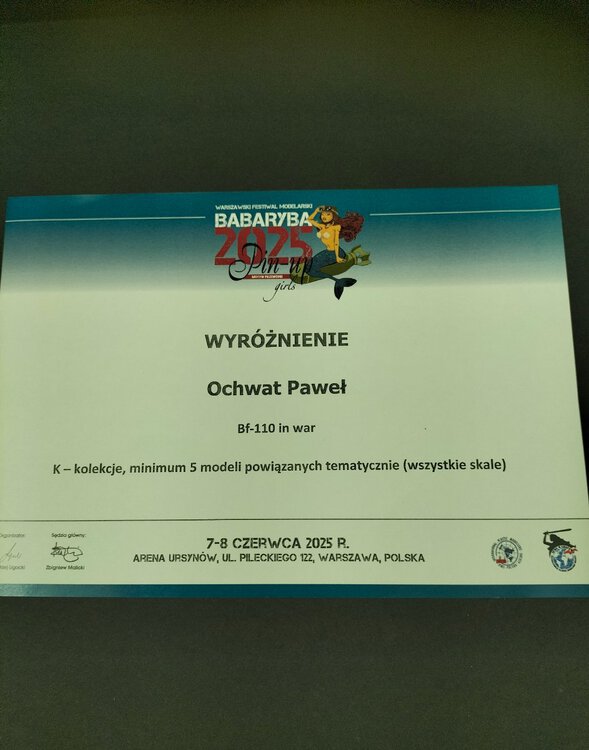 WARSZAWSKI FESTIWAL MODELARSKI
BABARYBA
2025
Pin-up
girls
WYRÓŻNIENIE
Ochwat Paweł
Bf-110 in war
K – kolekcje, minimum 5 modeli powiązanych tematycznie (wszystkie skale)
Organizator:
Sędzia główny:
Ligocki
Zbigniew Malicki
7-8 CZERWCA 2025 R.
ARENA URSYNÓW, UL. PILECKIEGO 122, WARSZAWA, POLSKA